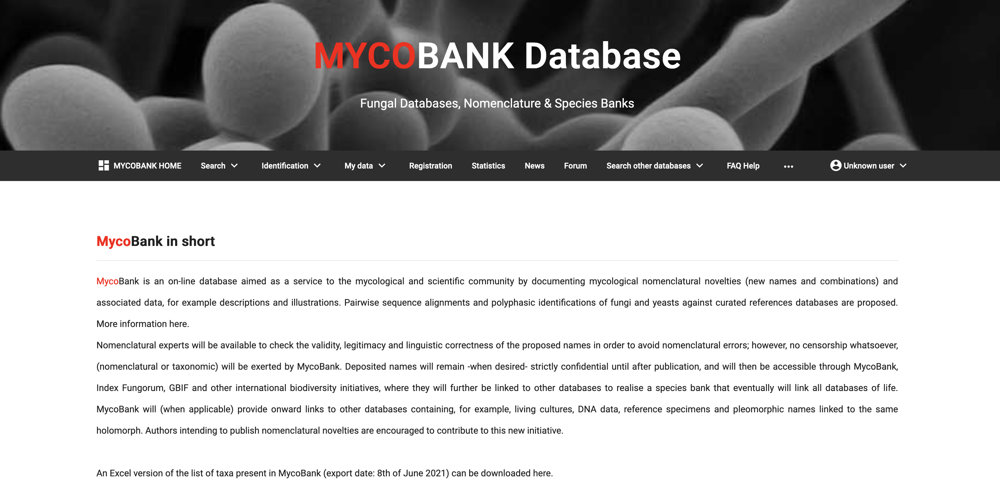 MYCOBANK Database
Fungal Databases, Nomenclature & Species Banks
MYCOBANK HOME Search Identification My data Registration Statistics News Forum Search other databases FAQ Help ... Unknown user
MycoBank in short
MycoBank is an on-line database aimed as a service to the mycological and scientific community by documenting mycological nomenclatural novelties (new names and combinations) and
associated data, for example descriptions and illustrations. Pairwise sequence alignments and polyphasic identifications of fungi and yeasts against curated references databases are proposed.
More information here.
Nomenclatural experts will be available to check the validity, legitimacy and linguistic correctness of the proposed names in order to avoid nomenclatural errors; however, no censorship whatsoever,
(nomenclatural or taxonomic) will be exerted by MycoBank. Deposited names will remain -when desired- strictly confidential until after publication, and will then be accessible through MycoBank,
Index Fungorum, GBIF and other international biodiversity initiatives, where they will further be linked to other databases to realise a species bank that eventually will link all databases of life.
MycoBank will (when applicable) provide onward links to other databases containing, for example, living cultures, DNA data, reference specimens and pleomorphic names linked to the same
holomorph. Authors intending to publish nomenclatural novelties are encouraged to contribute to this new initiative.
An Excel version of the list of taxa present in MycoBank (export date: 8th of June 2021) can be downloaded here.